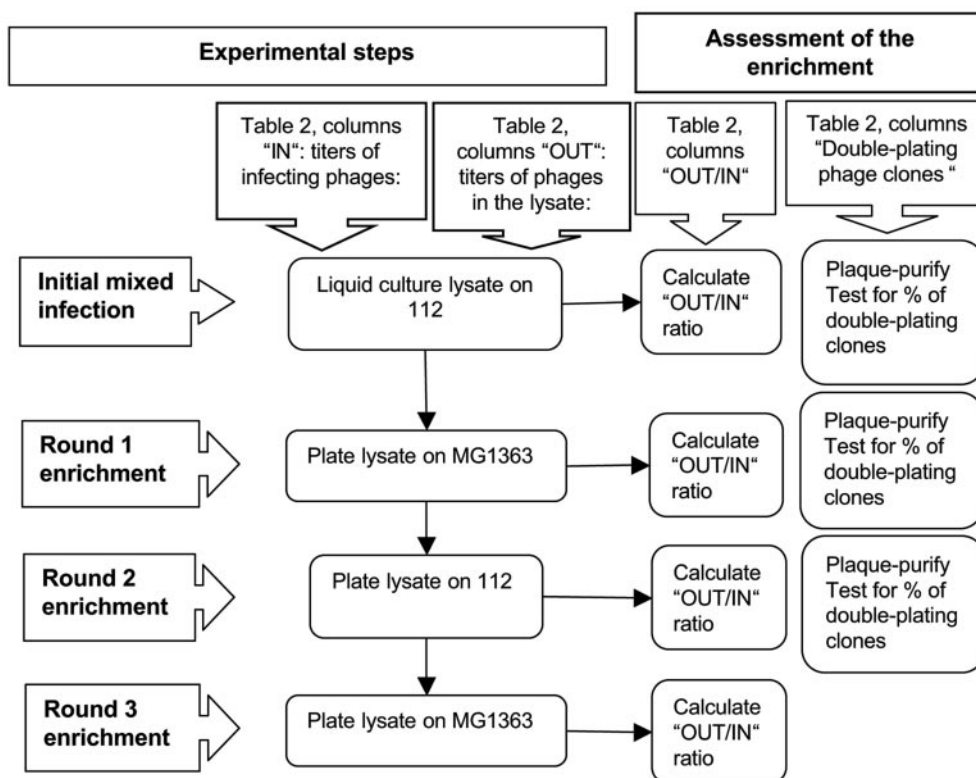 Experimental steps
Assessment of the
enrichment
Table 2, columns
“IN“: titers of
infecting phages:
Table 2,
columns “OUT“:
titers of phages
in the lysate:
Table 2,
columns
“OUT/IN“
Table 2, columns
“Double-plating
phage clones “
Initial mixed
infection
Liquid culture lysate on
112
Calculate
“OUT/IN“
ratio
Plaque-purify
Test for % of
double-plating
clones
Round 1
enrichment
Plate lysate on MG1363
Calculate
“OUT/IN“
ratio
Plaque-purify
Test for % of
double-plating
clones
Round 2
enrichment
Plate lysate on 112
Calculate
“OUT/IN“
ratio
Plaque-purify
Test for % of
double-plating
clones
Round 3
enrichment
Plate lysate on MG1363
Calculate
“OUT/IN“
ratio